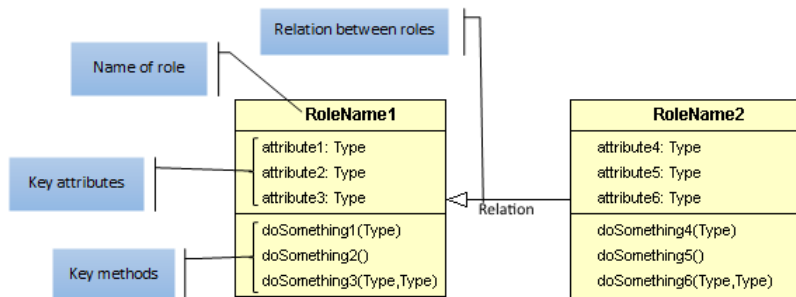 Relation between roles
Name of role
RoleName1
RoleName2
attribute1: Type
attribute2: Type
attribute3: Type
attribute4: Type
attribute5: Type
attribute6: Type
Key attributes
Relation
doSomething1(Type)
doSomething2()
doSomething3(Type,Type)
doSomething4(Type)
doSomething5()
doSomething6(Type,Type)
Key methods